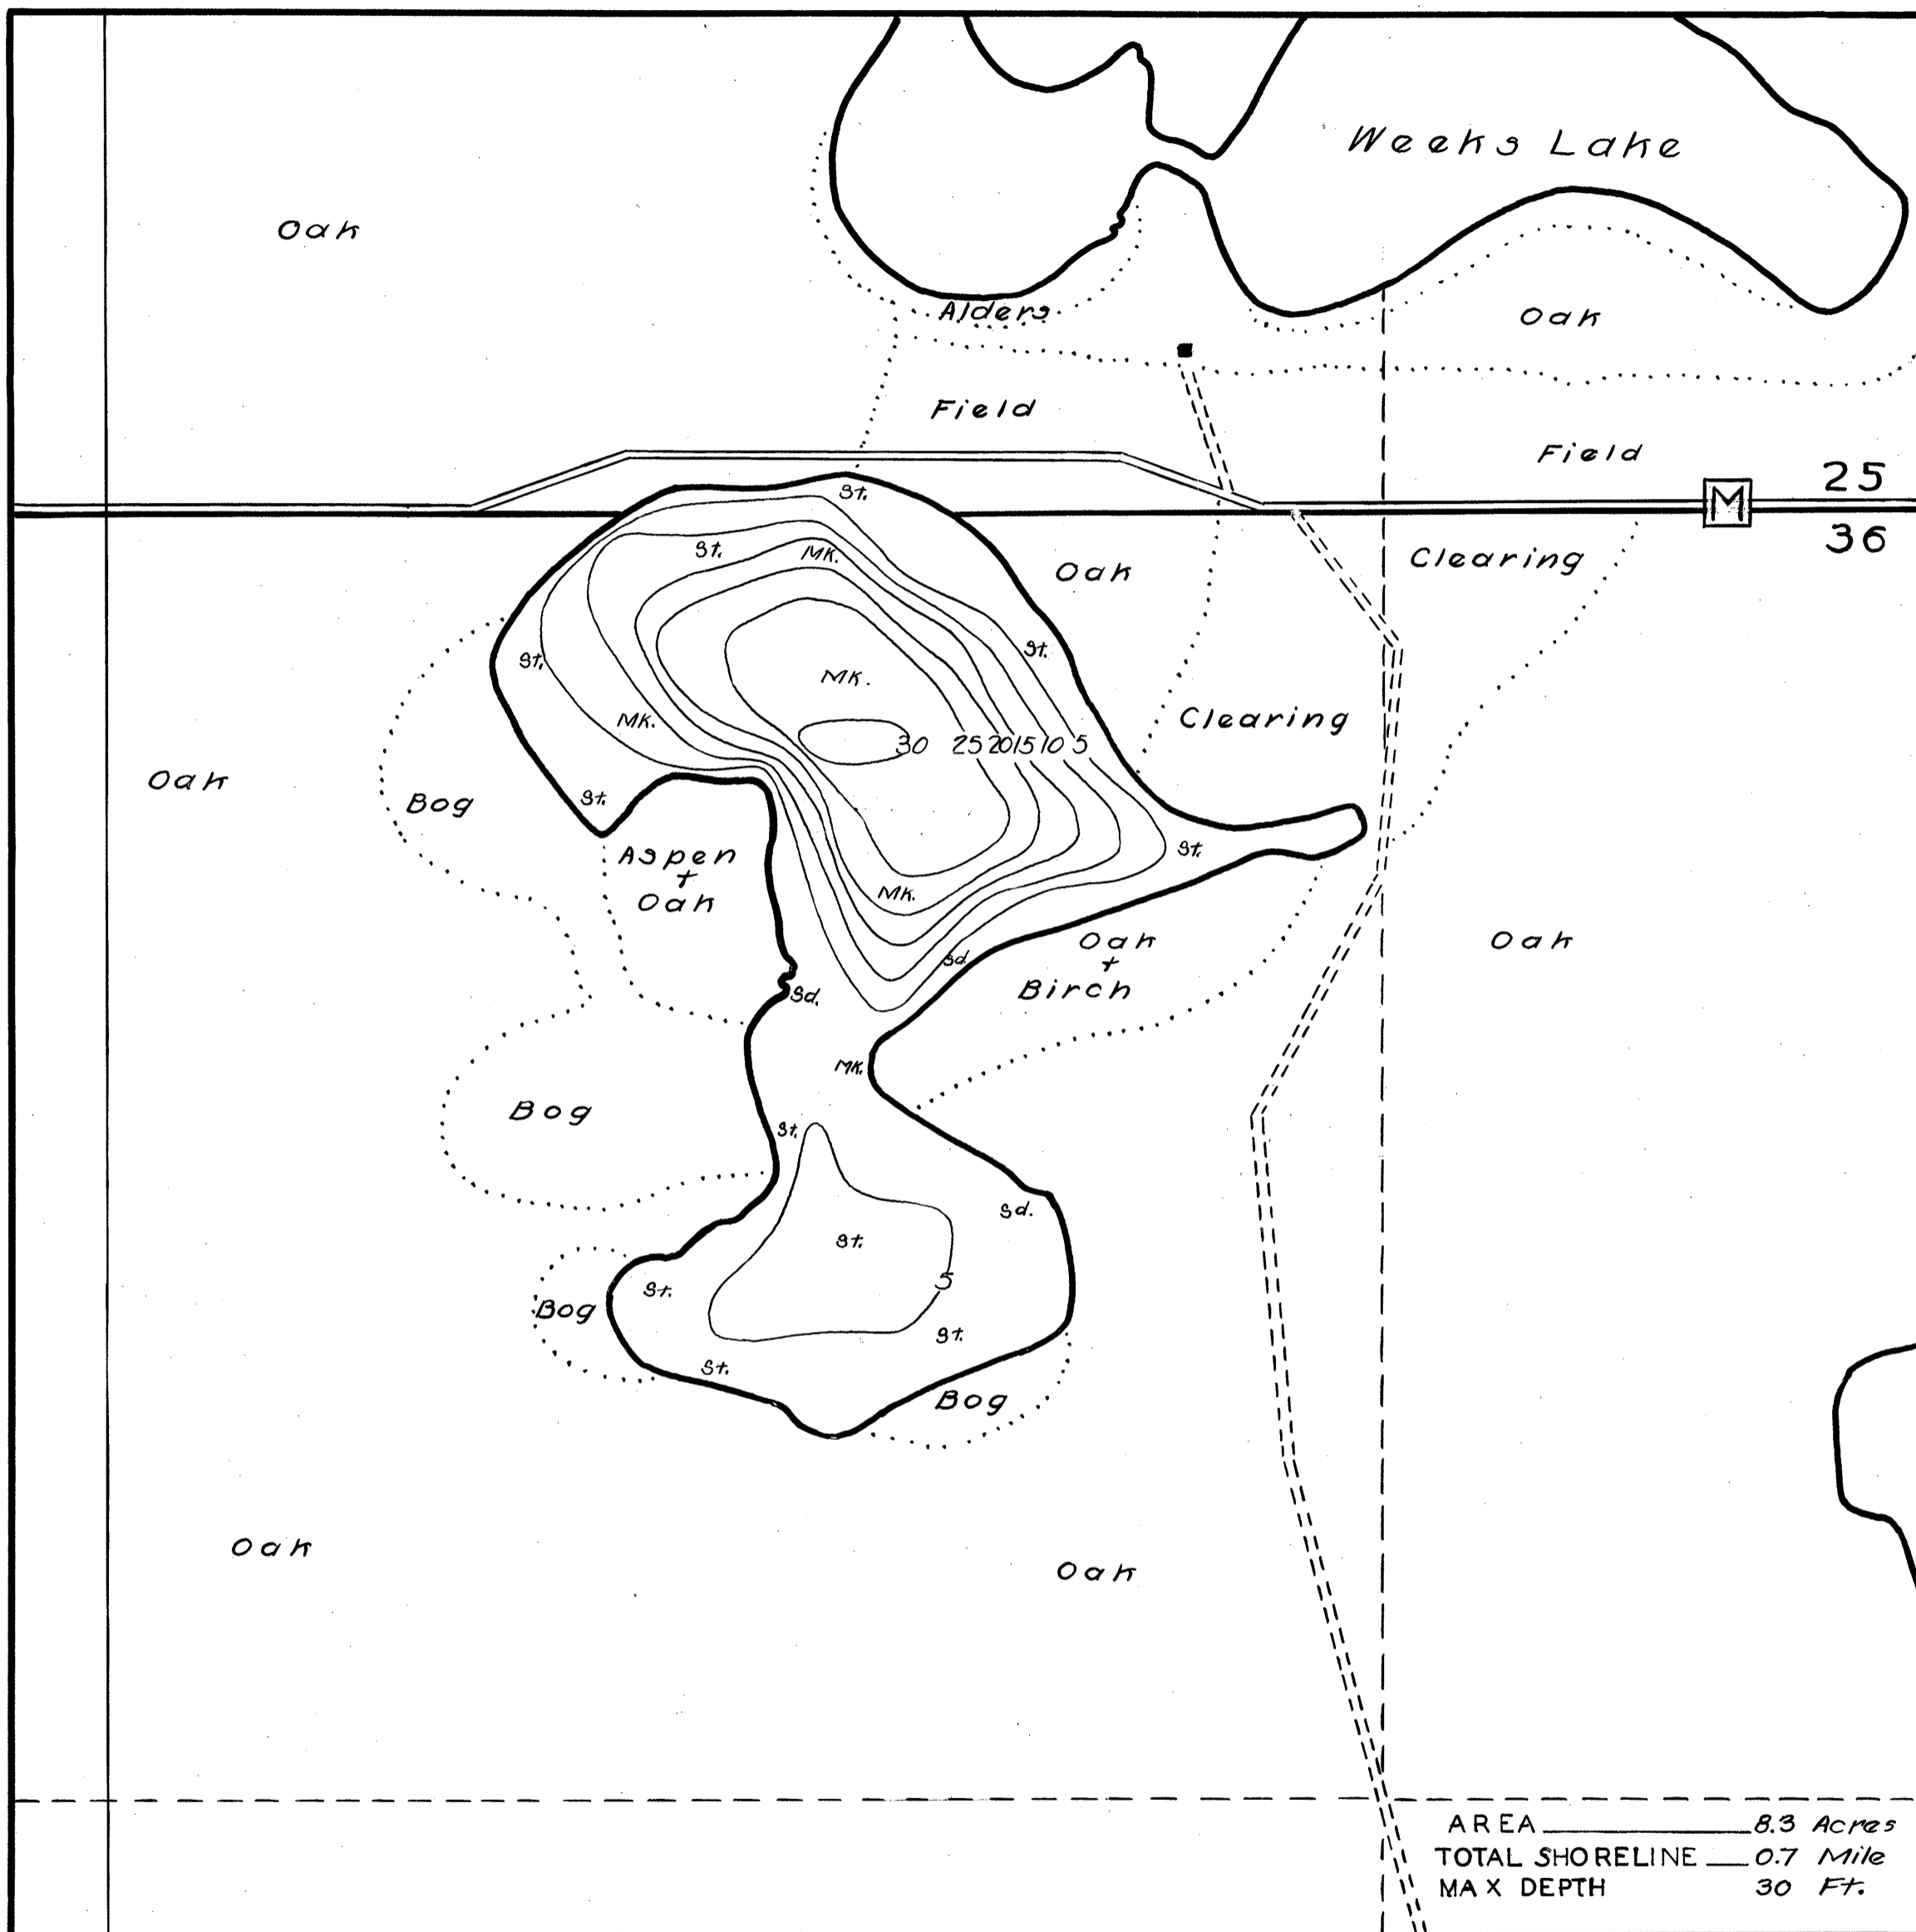 Weeks Lake
Oak
Alders
Oak
Field
Field
25
M
St.
36
St.
MK.
Clearing
Oak
St.
St.
MK.
MK.
Clearing
30 25 20 15 10 5
Oak
Bog
St.
Aspen
+
Oak
St.
MK.
Oak
+
Birch
Oak
Sd.
Sd.
MK.
Bog
St.
Sd.
St.
5
St.
Bog
St.
St.
Bog
Oak
Oak
AREA 8.3 Acres
TOTAL SHORELINE 0.7 Mile
MAX DEPTH 30 Ft.